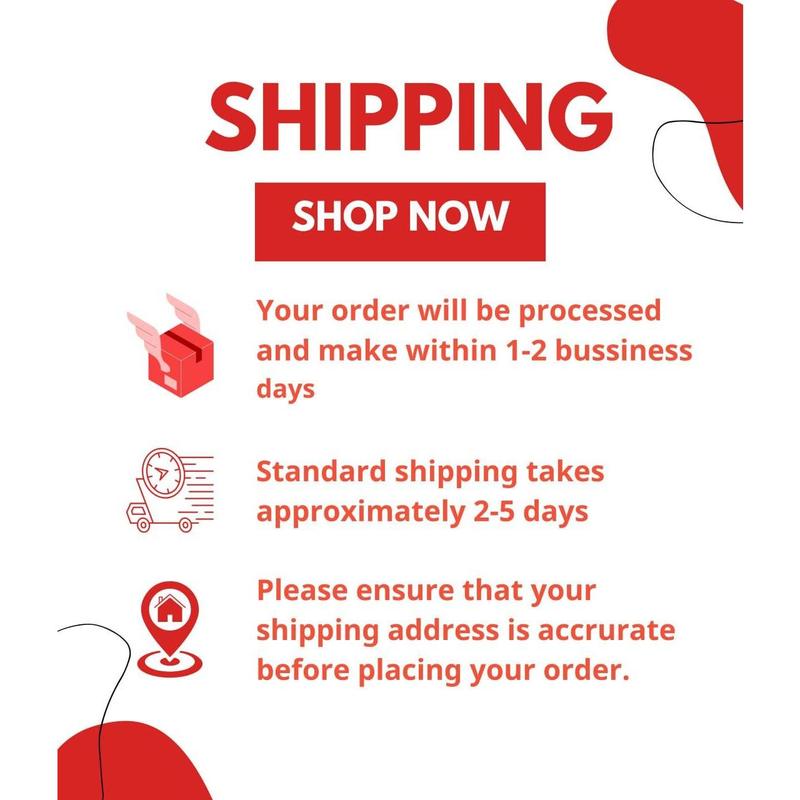 SHIPPING
SHOP NOW
Your order will be processed
and make within 1-2 bussiness
days
Standard shipping takes
approximately 2-5 days
Please ensure that your
shipping address is accrurate
before placing your order.